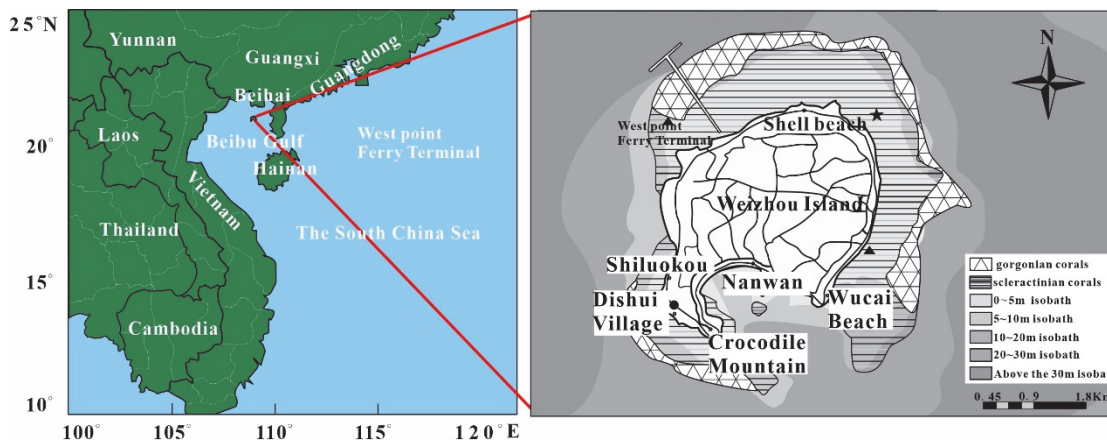 25°N
Yunnan
Guangxi
Guangdong
Beihai
Laos
Beibu Gulf
West point
Ferry Terminal
20°
Hainan
Vietnam
Thailand
The South China Sea
15°
Cambodia
10°
100°
105°
110°
115°
120°E
N
West point
Ferry Terminal
Shell beach
Weizhou Island
Shiluokou
Nanwan
Dishui
Village
Wucai
Beach
Crocodile
Mountain
gorgonian corals
scleractinian corals
0~5m isobath
5~10m isobath
10~20m isobath
20~30m isobath
Above the 30m isobath
0. 45 0. 9 1.8Km